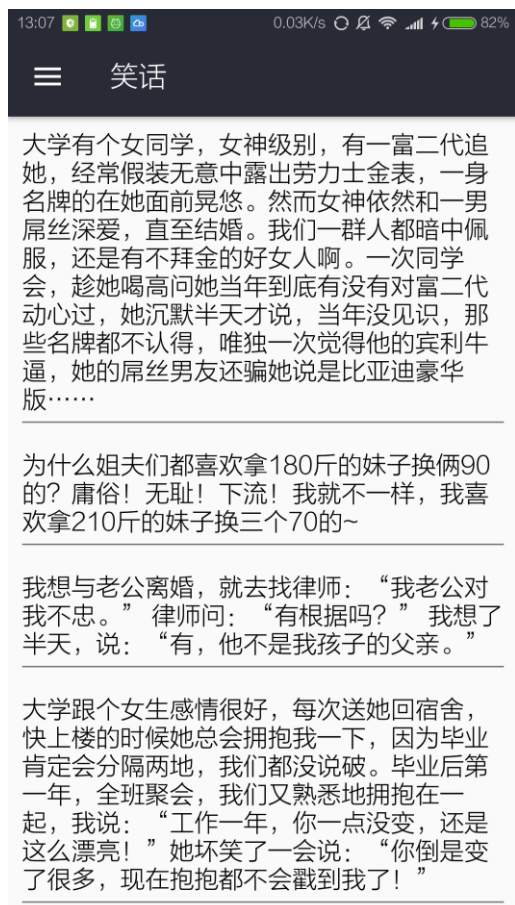 13:07 0.03K/s 82%
笑话
大学有个女同学，女神级别，有一富二代追
她，经常假装无意中露出劳力士金表，一身
名牌的在她面前晃悠。然而女神依然和一男
屌丝深爱，直至结婚。我们一群人都暗中佩
服，还是有不拜金的好女人啊。一次同学
会，趁她喝高问她当年到底有没有对富二代
动心过，她沉默半天才说，当年没见识，那
些名牌都不认得，唯独一次觉得他的宾利牛
逼，她的屌丝男友还骗她说是比亚迪豪华
版……
为什么姐夫们都喜欢拿180斤的妹子换俩90
的？庸俗！无耻！下流！我就不一样，我喜
欢拿210斤的妹子换三个70的~
我想与老公离婚，就去找律师：“我老公对
我不忠。” 律师问：“有根据吗？” 我想了
半天，说：“有，他不是我孩子的父亲。”
大学跟个女生感情很好，每次送她回宿舍，
快上楼的时候她总会拥抱我一下，因为毕业
肯定会分隔两地，我们都没说破。毕业后第
一年，全班聚会，我们又熟悉地拥抱在一
起，我说：“工作一年，你一点没变，还是
这么漂亮！”她坏笑了一会说：“你倒是变
了很多，现在抱抱都不会戳到我了！”